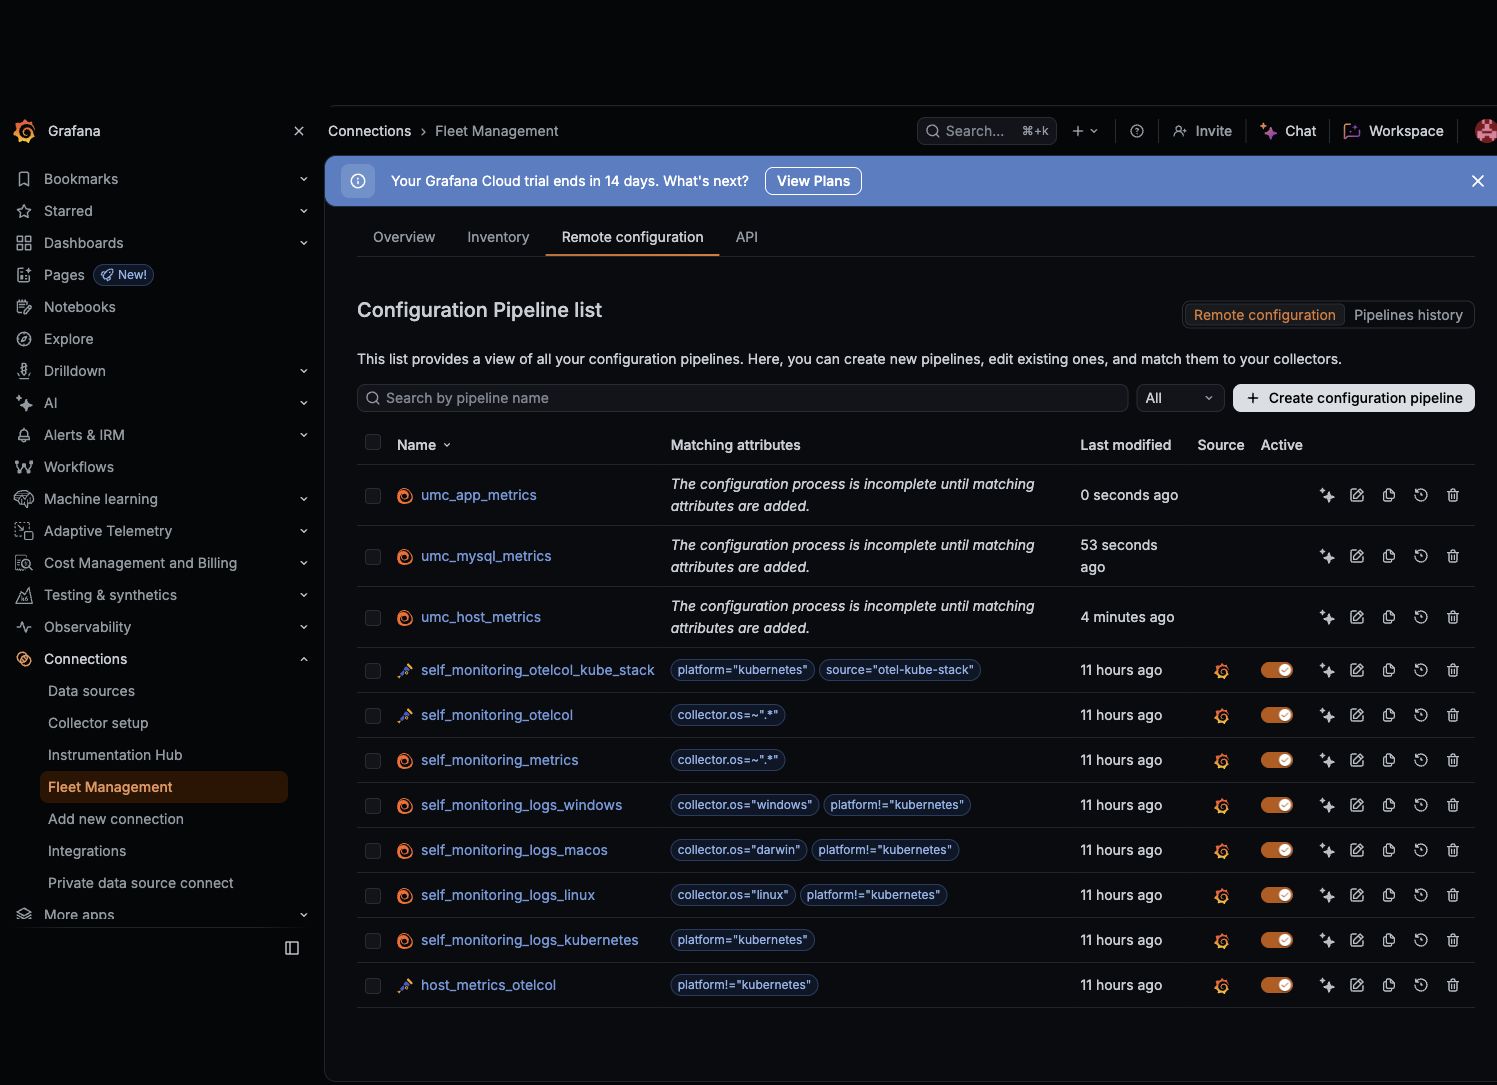 Grafana
Connections › Fleet Management
Search... ⌘+k
Invite
Chat
Workspace
Bookmarks
Starred
Dashboards
Pages New!
Notebooks
Explore
Drilldown
AI
Alerts & IRM
Workflows
Machine learning
Adaptive Telemetry
Cost Management and Billing
Testing & synthetics
Observability
Connections
Data sources
Collector setup
Instrumentation Hub
Fleet Management
Add new connection
Integrations
Private data source connect
More apps
Your Grafana Cloud trial ends in 14 days. What's next? View Plans
Overview Inventory Remote configuration API
Configuration Pipeline list
Remote configuration Pipelines history
This list provides a view of all your configuration pipelines. Here, you can create new pipelines, edit existing ones, and match them to your collectors.
Search by pipeline name All + Create configuration pipeline
Name Matching attributes Last modified Source Active
umc_app_metrics The configuration process is incomplete until matching
attributes are added. 0 seconds ago
umc_mysql_metrics The configuration process is incomplete until matching
attributes are added. 53 seconds
ago
umc_host_metrics The configuration process is incomplete until matching
attributes are added. 4 minutes ago
self_monitoring_otelcol_kube_stack platform="kubernetes" source="otel-kube-stack" 11 hours ago
self_monitoring_otelcol collector.os=~".*" 11 hours ago
self_monitoring_metrics collector.os=~".*" 11 hours ago
self_monitoring_logs_windows collector.os="windows" platform!="kubernetes" 11 hours ago
self_monitoring_logs_macos collector.os="darwin" platform!="kubernetes" 11 hours ago
self_monitoring_logs_linux collector.os="linux" platform!="kubernetes" 11 hours ago
self_monitoring_logs_kubernetes platform="kubernetes" 11 hours ago
host_metrics_otelcol platform!="kubernetes" 11 hours ago